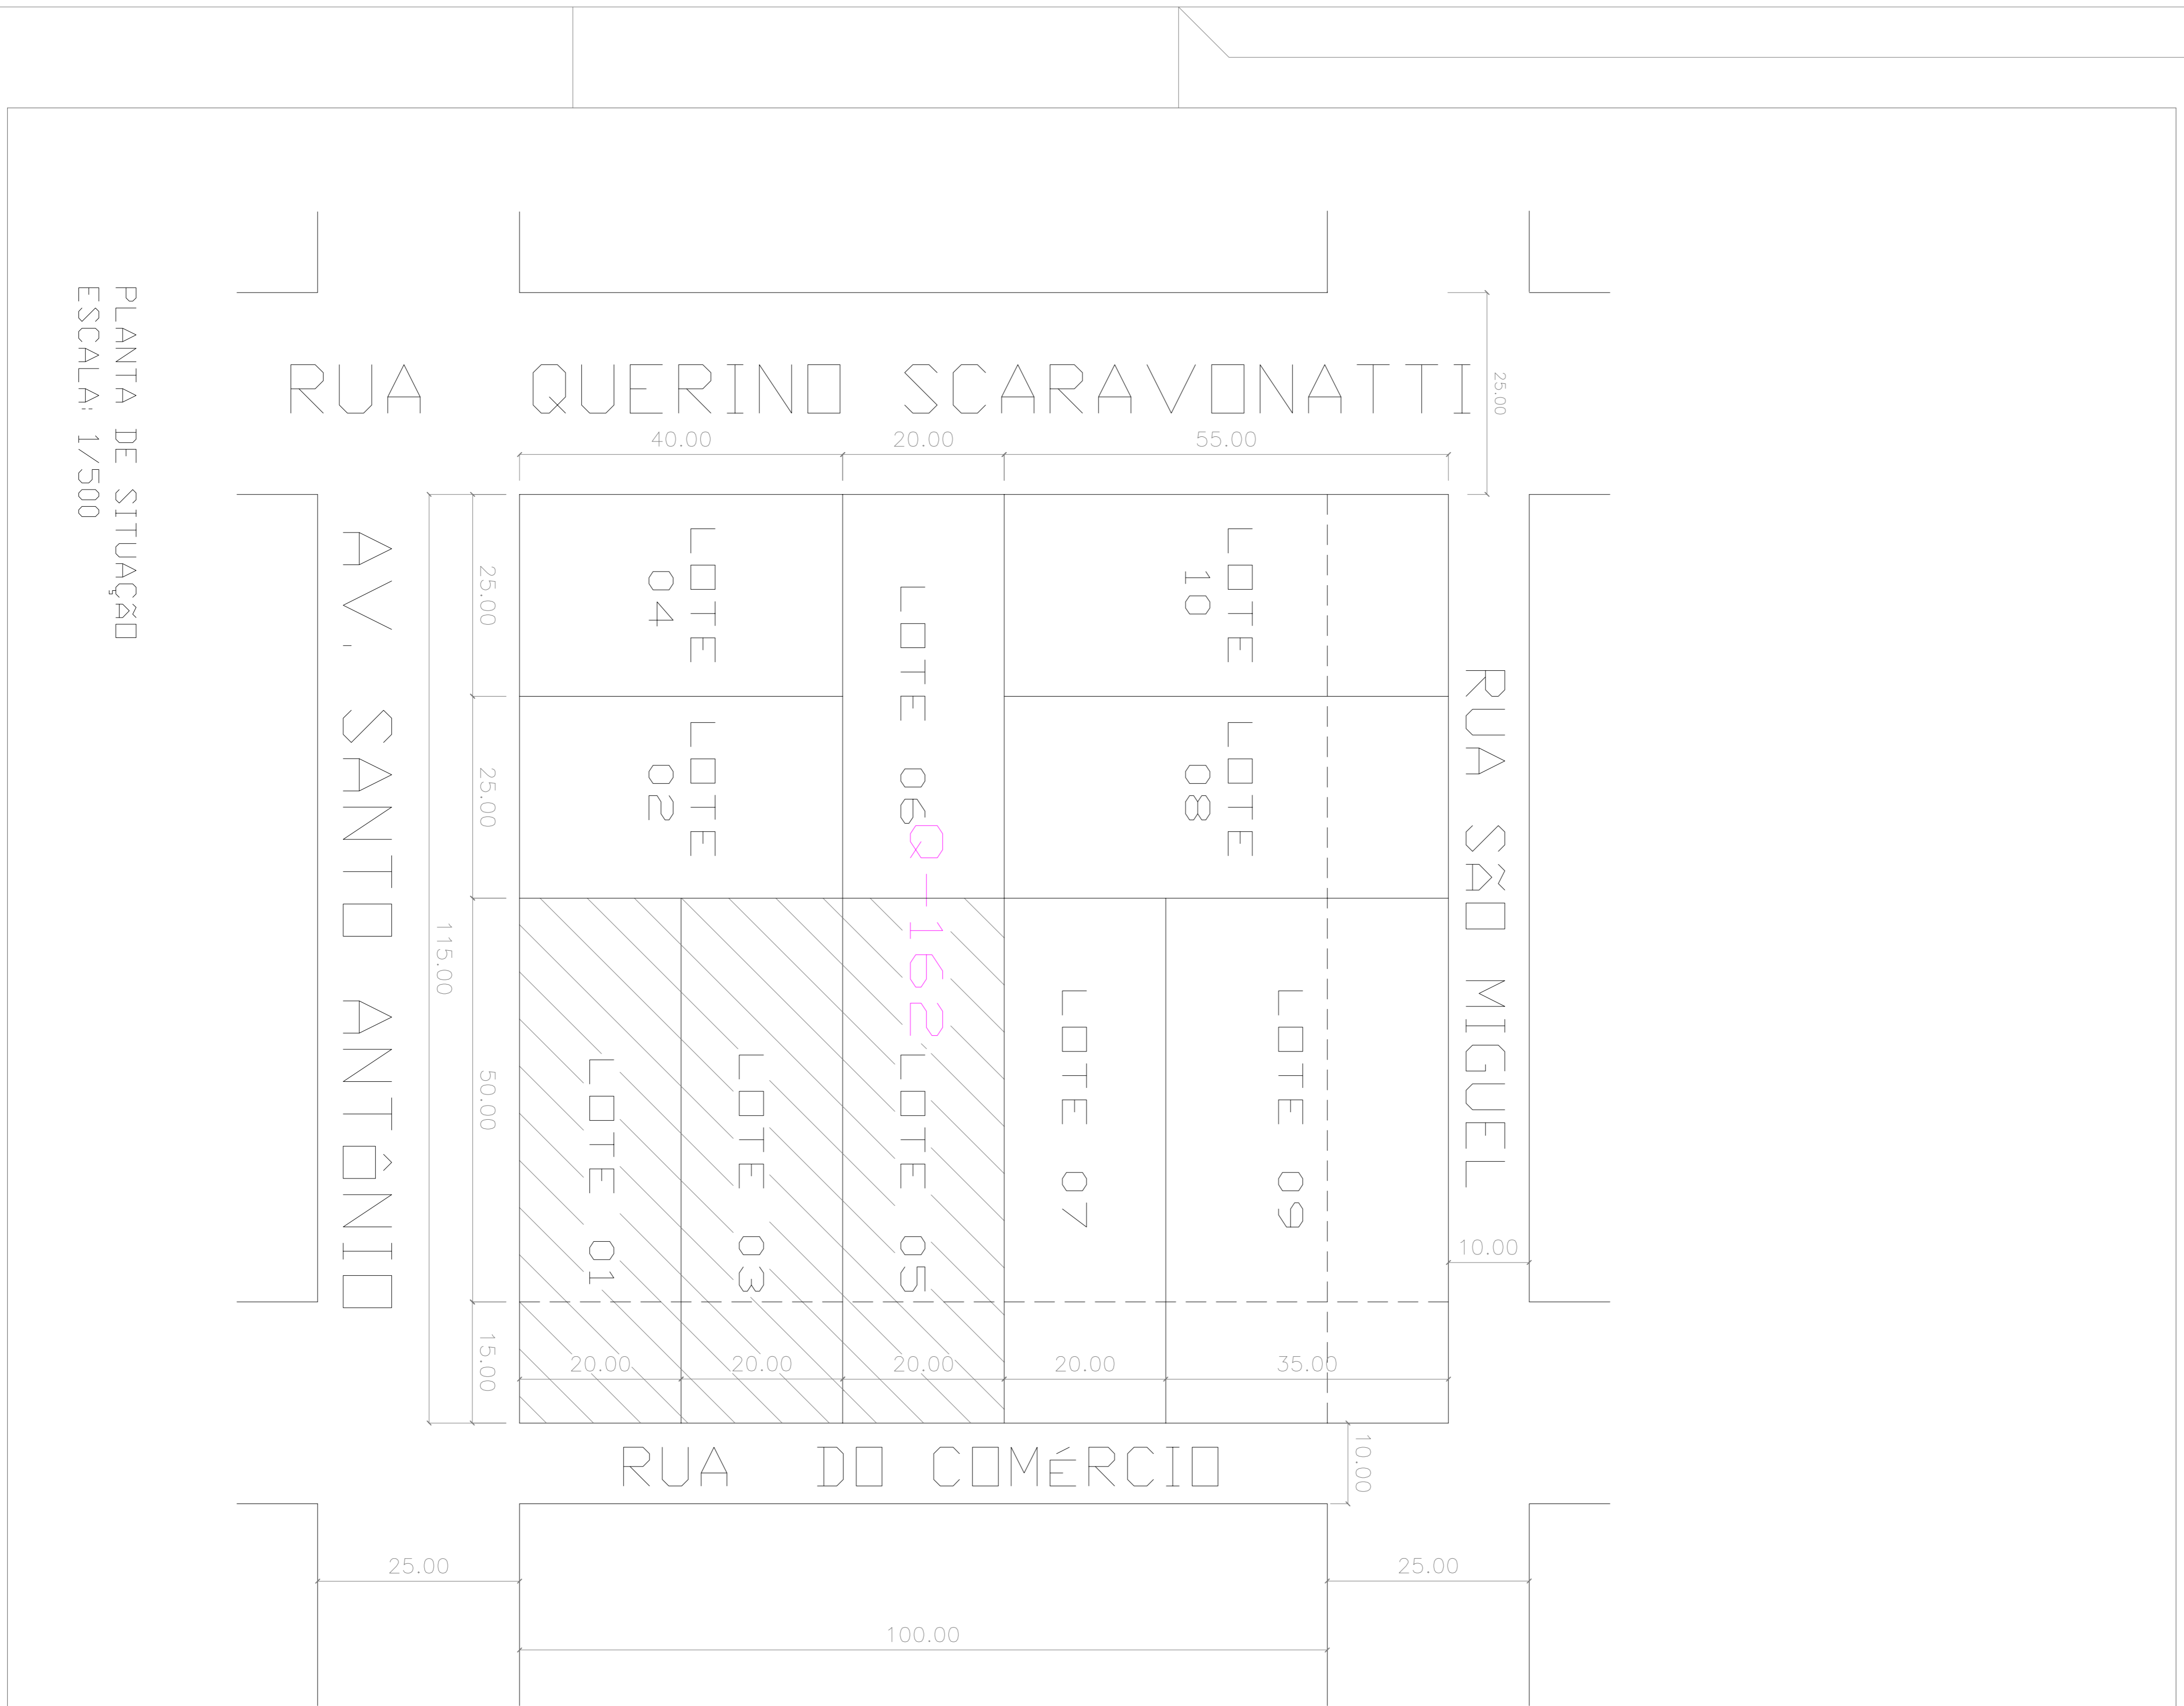 RUA QUERINO SCARAVONATTI
25.00
40.00
20.00
55.00
PLANTA DE SITUAÇÃO
ESCALA: 1/500
AV. SANTO ANTÔNIO
RUA SÃO MIGUEL
115.00
25.00
25.00
50.00
15.00
LOTE
04
LOTE
02
LOTE 06
LOTE
10
LOTE
08
Q-162
LOTE 01
LOTE 03
LOTE 05
LOTE 07
LOTE 09
10.00
20.00
20.00
20.00
20.00
35.00
RUA DO COMÉRCIO
10.00
25.00
25.00
100.00